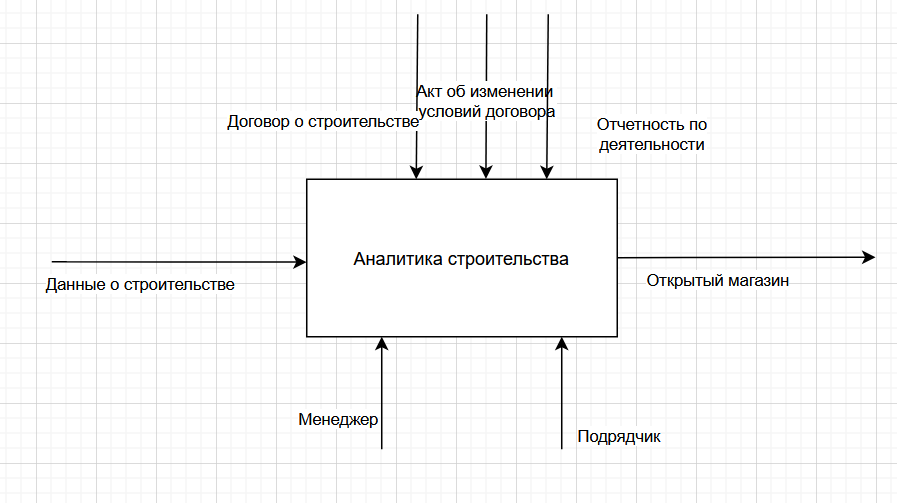 Акт об изменении
условий договора
Договор о строительстве
Отчетность по
деятельности
Аналитика строительства
Данные о строительстве
Открытый магазин
Менеджер
Подрядчик